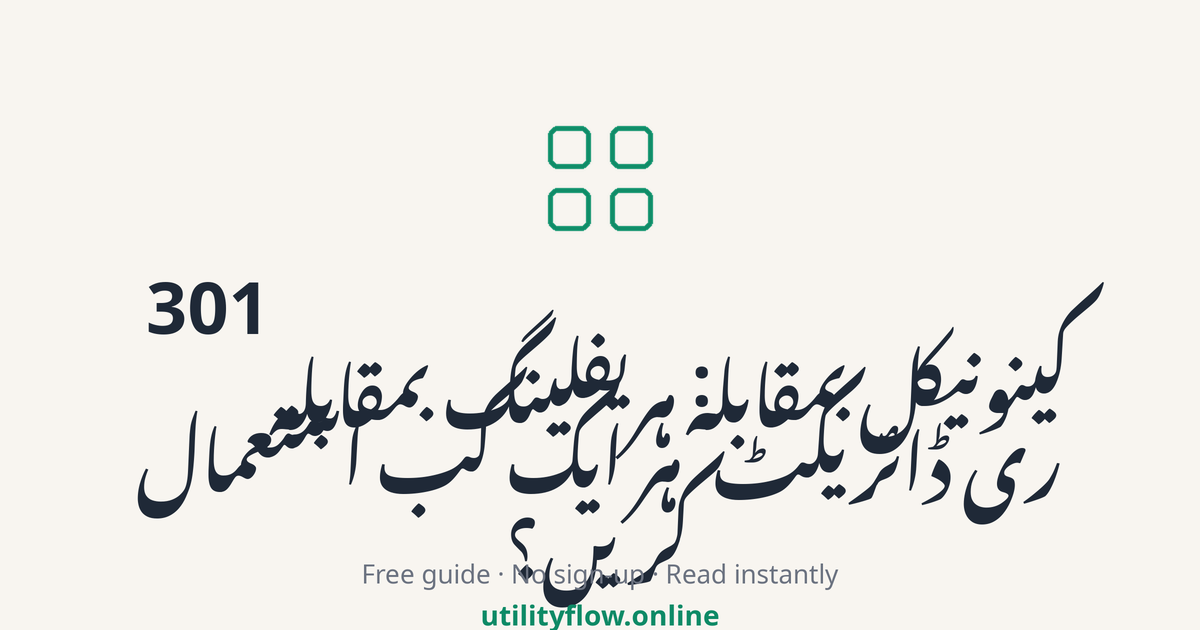 کینونیکل بمقابلہ ہریفلینگ بمقابلہ 301
ری ڈائریکٹ: ہر ایک کب استعمال
کریں؟
Free guide · No sign-up · Read instantly
utilityflow.online